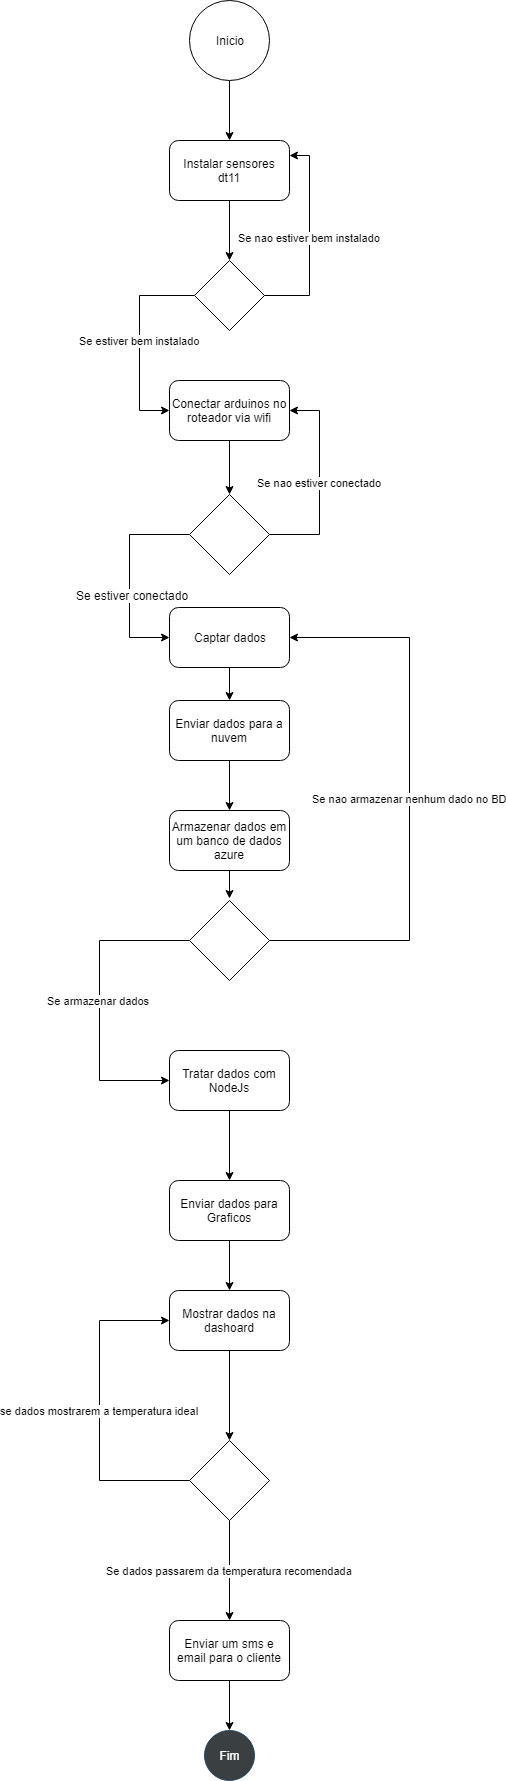 Inicio
Instalar sensores
dt11
Se nao estiver bem instalado
Se estiver bem instalado
Conectar arduinos no
roteador via wifi
Se nao estiver conectado
Se estiver conectado
Captar dados
Enviar dados para a
nuvem
Se nao armazenar nenhum dado no BD
Armazenar dados em
um banco de dados
azure
Se armazenar dados
Tratar dados com
NodeJs
Enviar dados para
Graficos
Mostrar dados na
dashoard
se dados mostrarem a temperatura ideal
Se dados passarem da temperatura recomendada
Enviar um sms e
email para o cliente
Fim